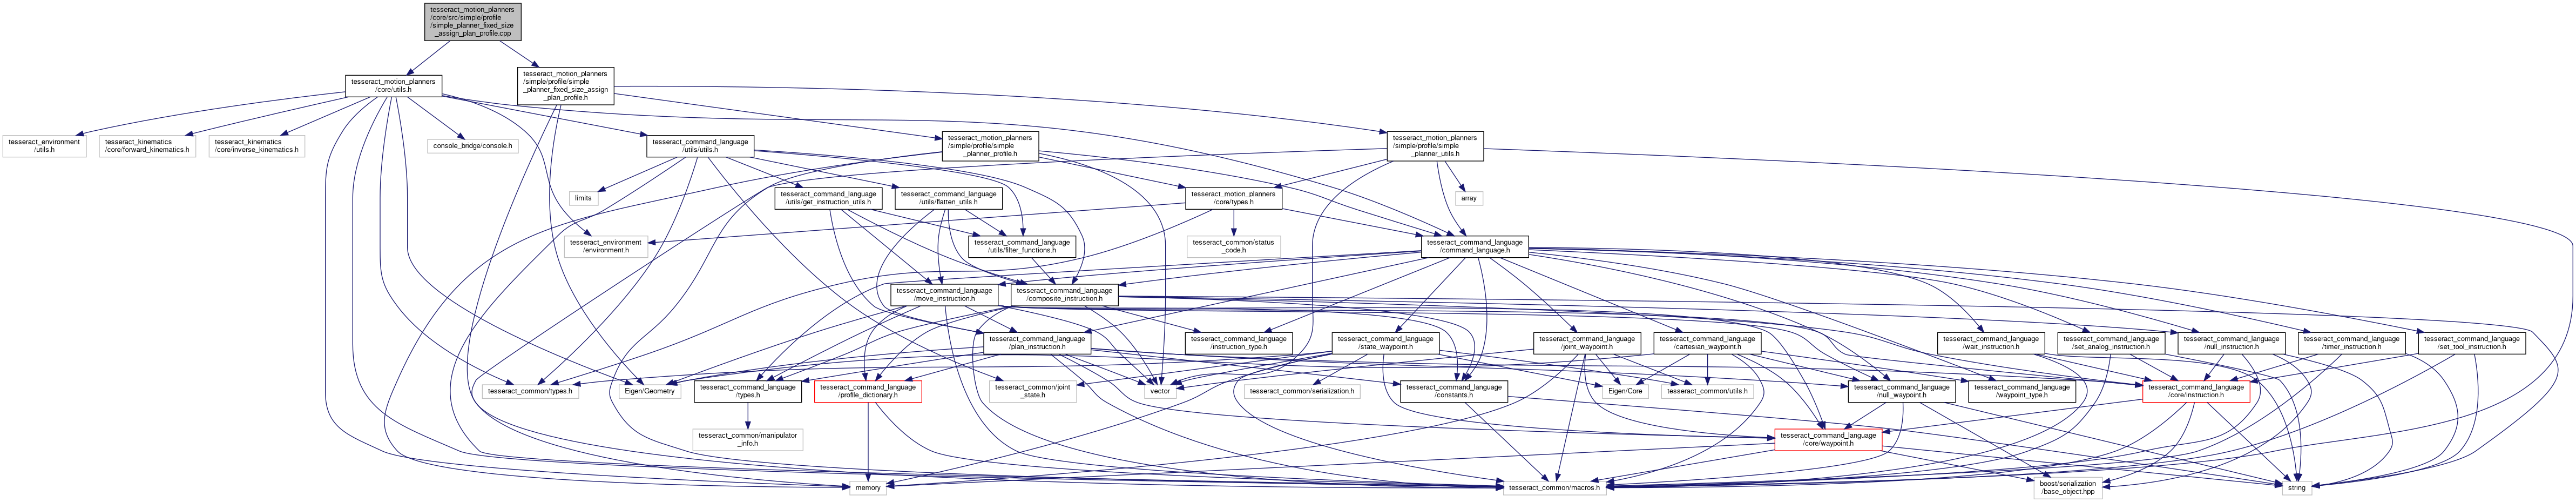 tesseract_motion_planners
/core/src/simple/profile
/simple_planner_fixed_size
_assign_plan_profile.cpp
tesseract_motion_planners
/core/utils.h
tesseract_motion_planners
/simple/profile/simple
_planner_fixed_size_assign
_plan_profile.h
tesseract_environment
/utils.h
tesseract_kinematics
/core/forward_kinematics.h
tesseract_kinematics
/core/inverse_kinematics.h
console_bridge/console.h
tesseract_command_language
/utils/utils.h
tesseract_motion_planners
/simple/profile/simple
_planner_profile.h
tesseract_motion_planners
/simple/profile/simple
_planner_utils.h
limits
tesseract_command_language
/utils/get_instruction_utils.h
tesseract_command_language
/utils/flatten_utils.h
tesseract_motion_planners
/core/types.h
array
tesseract_environment
/environment.h
tesseract_command_language
/utils/filter_functions.h
tesseract_common/status
_code.h
tesseract_command_language
/command_language.h
tesseract_command_language
/move_instruction.h
tesseract_command_language
/composite_instruction.h
tesseract_command_language
/plan_instruction.h
tesseract_command_language
/instruction_type.h
tesseract_command_language
/state_waypoint.h
tesseract_command_language
/joint_waypoint.h
tesseract_command_language
/cartesian_waypoint.h
tesseract_command_language
/wait_instruction.h
tesseract_command_language
/set_analog_instruction.h
tesseract_command_language
/null_instruction.h
tesseract_command_language
/timer_instruction.h
tesseract_command_language
/set_tool_instruction.h
tesseract_common/types.h
Eigen/Geometry
tesseract_command_language
/types.h
tesseract_command_language
/profile_dictionary.h
tesseract_common/joint
_state.h
vector
tesseract_common/serialization.h
tesseract_command_language
/constants.h
Eigen/Core
tesseract_common/utils.h
tesseract_command_language
/null_waypoint.h
tesseract_command_language
/waypoint_type.h
tesseract_command_language
/core/instruction.h
tesseract_common/manipulator
_info.h
tesseract_command_language
/core/waypoint.h
memory
tesseract_common/macros.h
boost/serialization
/base_object.hpp
string